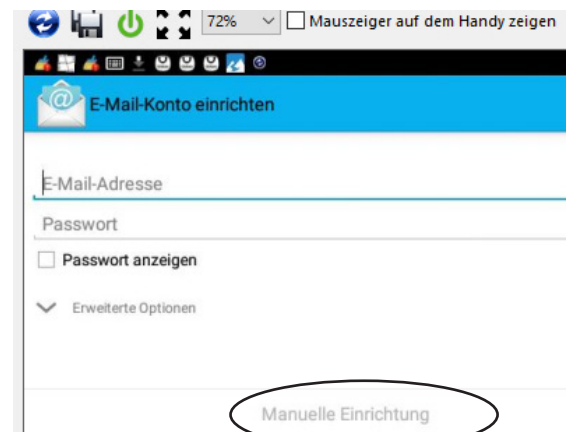 72% Mauszeiger auf dem Handy zeigen
E-Mail-Konto einrichten
E-Mail-Adresse
Passwort
Passwort anzeigen
Erweiterte Optionen
Manuelle Einrichtung